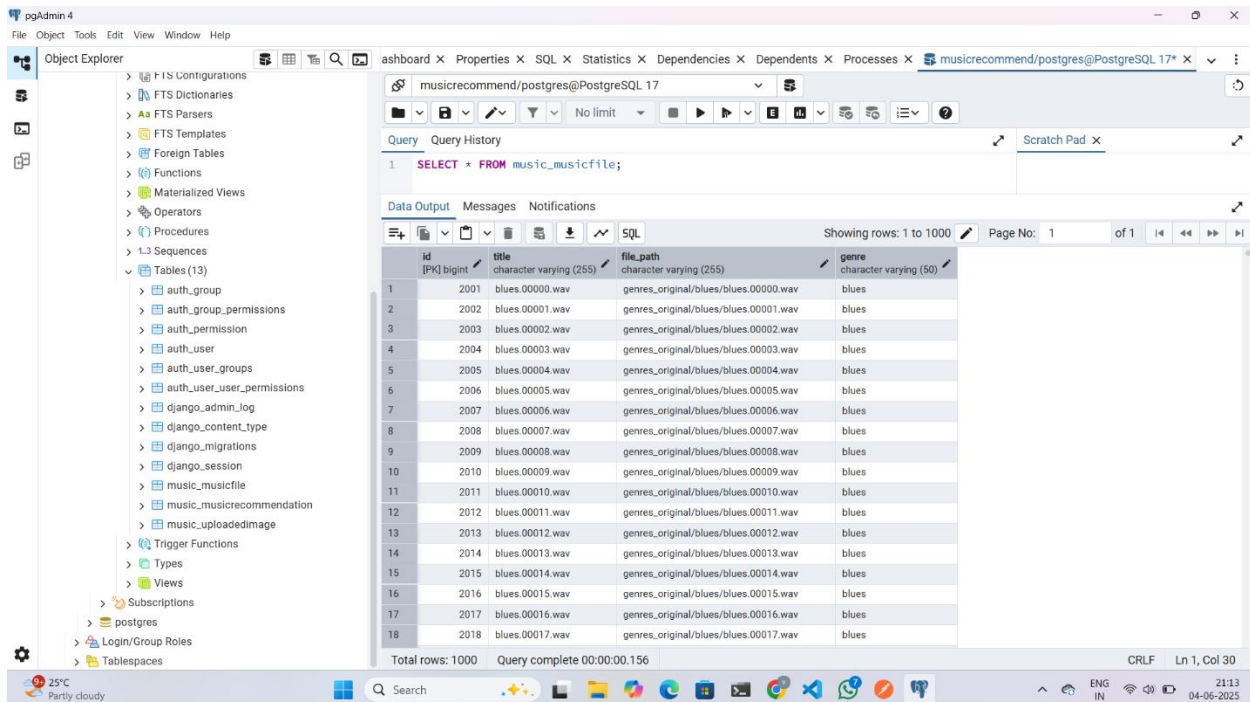 pgAdmin 4
File Object Tools Edit View Window Help
Object Explorer
FTS Configurations
FTS Dictionaries
Aa FTS Parsers
FTS Templates
Foreign Tables
Functions
Materialized Views
Operators
Procedures
1..3 Sequences
Tables (13)
auth_group
auth_group_permissions
auth_permission
auth_user
auth_user_groups
auth_user_user_permissions
django_admin_log
django_content_type
django_migrations
django_session
music_musicfile
music_musicrecommendation
music_uploadedimage
Trigger Functions
Types
Views
Subscriptions
postgres
Login/Group Roles
Tablespaces
ashboard X Properties X SQL X Statistics X Dependencies X Dependents X Processes X musicrecommend/postgres@PostgreSQL 17* X
musicrecommend/postgres@PostgreSQL 17
No limit E
Query Query History
Scratch Pad X
1 SELECT * FROM music_musicfile;
Data Output Messages Notifications
SQL Showing rows: 1 to 1000 Page No: 1 of 1
id title file_path genre
[PK] bigint character varying (255) character varying (255) character varying (50)
1 2001 blues.00000.wav genres_original/blues/blues.00000.wav blues
2 2002 blues.00001.wav genres_original/blues/blues.00001.wav blues
3 2003 blues.00002.wav genres_original/blues/blues.00002.wav blues
4 2004 blues.00003.wav genres_original/blues/blues.00003.wav blues
5 2005 blues.00004.wav genres_original/blues/blues.00004.wav blues
6 2006 blues.00005.wav genres_original/blues/blues.00005.wav blues
7 2007 blues.00006.wav genres_original/blues/blues.00006.wav blues
8 2008 blues.00007.wav genres_original/blues/blues.00007.wav blues
9 2009 blues.00008.wav genres_original/blues/blues.00008.wav blues
10 2010 blues.00009.wav genres_original/blues/blues.00009.wav blues
11 2011 blues.00010.wav genres_original/blues/blues.00010.wav blues
12 2012 blues.00011.wav genres_original/blues/blues.00011.wav blues
13 2013 blues.00012.wav genres_original/blues/blues.00012.wav blues
14 2014 blues.00013.wav genres_original/blues/blues.00013.wav blues
15 2015 blues.00014.wav genres_original/blues/blues.00014.wav blues
16 2016 blues.00015.wav genres_original/blues/blues.00015.wav blues
17 2017 blues.00016.wav genres_original/blues/blues.00016.wav blues
18 2018 blues.00017.wav genres_original/blues/blues.00017.wav blues
Total rows: 1000 Query complete 00:00:00.156 CRLF Ln 1, Col 30
9+ 25°C
Partly cloudy
Search
ENG
IN
21:13
04-06-2025